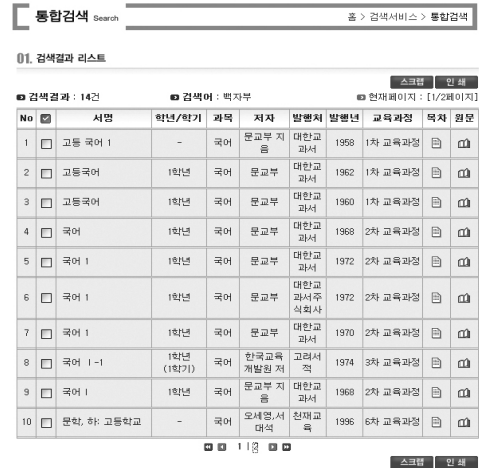 통합검색 Search
홈 > 검색서비스 > 통합검색
01. 검색결과 리스트
스크랩 인쇄
검색결과 : 14건 검색어 : 백자부 현재페이지 : [1/2페이지]
No 서명 학년/학기 과목 저자 발행처 발행년 교육과정 목차 원문
1 고등 국어 1 - 국어 문교부 지음 대한교과서 1958 1차 교육과정
2 고등국어 1학년 국어 문교부 대한교과서 1962 1차 교육과정
3 고등국어 1학년 국어 문교부 대한교과서 1960 1차 교육과정
4 국어 1학년 국어 문교부 대한교과서 1968 2차 교육과정
5 국어 1 1학년 국어 문교부 대한교과서 1972 2차 교육과정
6 국어 1 1학년 국어 문교부 대한교과서주식회사 1972 2차 교육과정
7 국어 1 1학년 국어 문교부 대한교과서 1970 2차 교육과정
8 국어 Ⅰ-1 1학년 (1학기) 국어 한국교육개발원 저 고려서적 1974 3차 교육과정
9 국어 Ⅰ 1학년 국어 문교부 지음 대한교과서 1968 2차 교육과정
10 문학, 하: 고등학교 - 국어 오세영,서대석 천재교육 1996 6차 교육과정
1 | 2
스크랩 인쇄